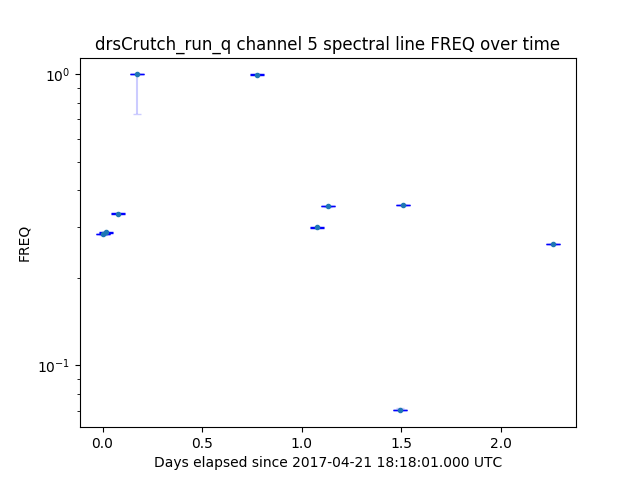 drsCrutch_run_q channel 5 spectral line FREQ over time
10⁰
FREQ
10⁻¹
0.0 0.5 1.0 1.5 2.0
Days elapsed since 2017-04-21 18:18:01.000 UTC